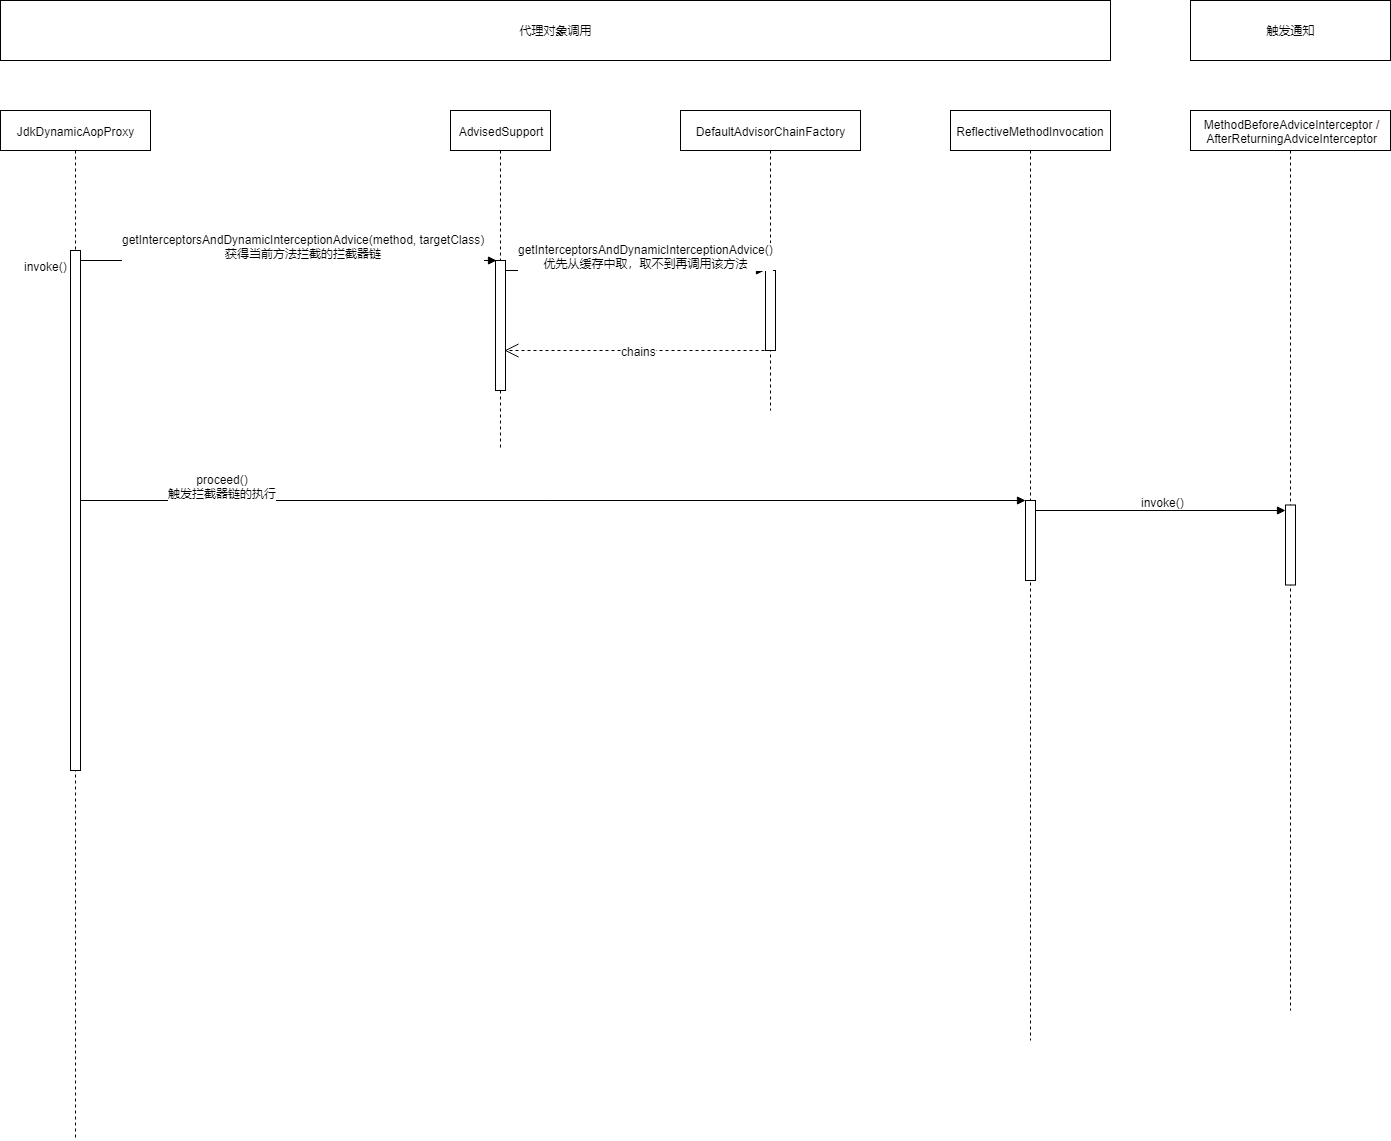 代理对象调用
触发通知
JdkDynamicAopProxy
AdvisedSupport
DefaultAdvisorChainFactory
ReflectiveMethodInvocation
MethodBeforeAdviceInterceptor /
AfterReturningAdviceInterceptor
getInterceptorsAndDynamicInterceptionAdvice(method, targetClass)
获得当前方法拦截的拦截器链
invoke()
getInterceptorsAndDynamicInterceptionAdvice()
优先从缓存中取，取不到再调用该方法
chains
proceed()
触发拦截器链的执行
invoke()